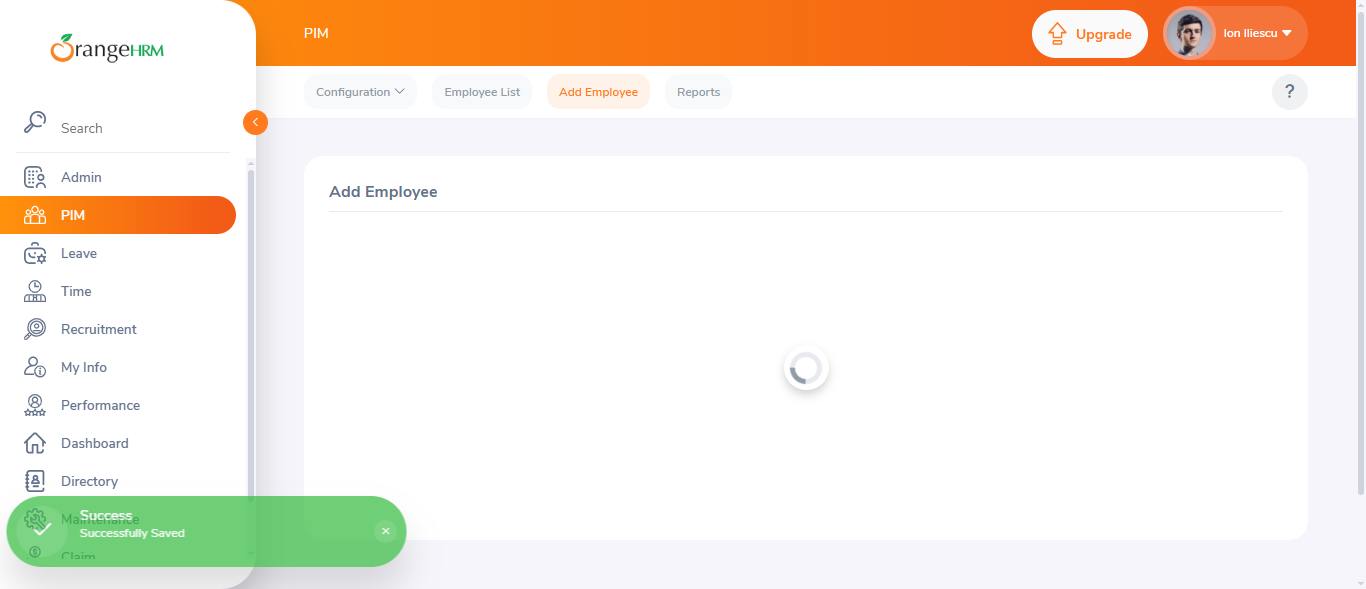 OrangeHRM
PIM
Upgrade
Ion Iliescu
Configuration
Employee List
Add Employee
Reports
?
Search
Admin
PIM
Leave
Time
Recruitment
My Info
Performance
Dashboard
Directory
Maintenance
Claim
Add Employee
Success
Successfully Saved
×